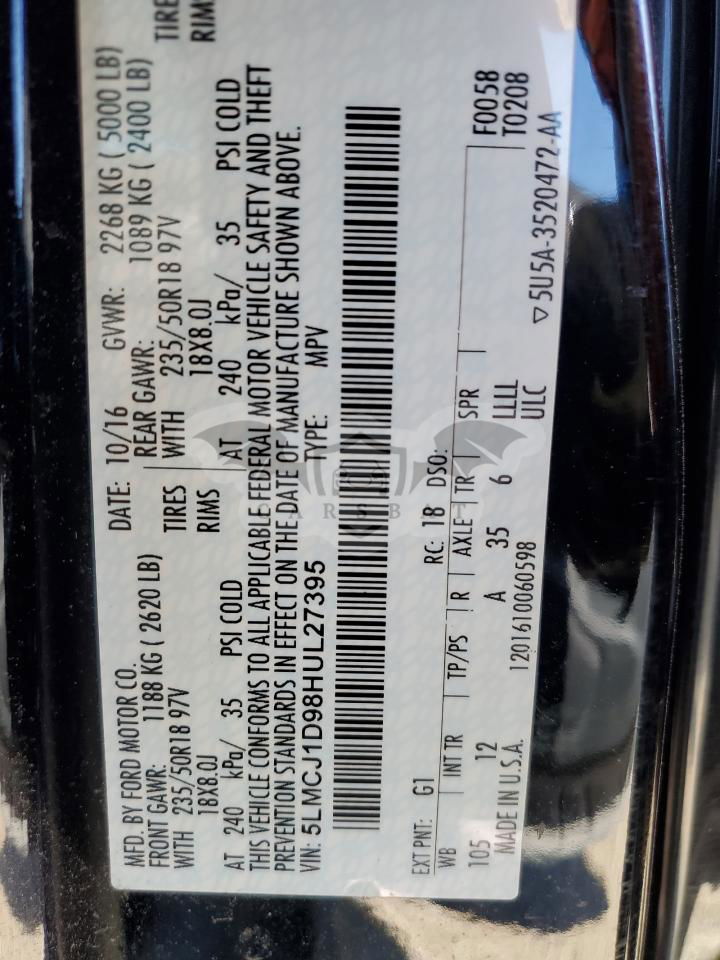 MFD. BY FORD MOTOR CO.
DATE: 10/16 GVWR: 2268 KG ( 5000 LB)
FRONT GAWR: 1188 KG ( 2620 LB)
REAR GAWR: 1089 KG ( 2400 LB)
WITH 235/50R18 97V TIRES
WITH 235/50R18 97V TIRE
18X8.0J RIMS
18X8.0J RIM
AT 240 kPa/ 35 PSI COLD
AT 240 kPa/ 35 PSI COLD
THIS VEHICLE CONFORMS TO ALL APPLICABLE FEDERAL MOTOR VEHICLE SAFETY AND THEFT
PREVENTION STANDARDS IN EFFECT ON THE DATE OF MANUFACTURE SHOWN ABOVE.
VIN: 5LMCJ1D98HUL27395 TYPE: MPV
EXT PNT: G1 RC: 18 DSO: F0058
T0208
WB INT TR TP/PS R AXLE TR SPR
105 12 A 35 6 LLLL
ULC
MADE IN U.S.A. 1201610060598
▽5U5A-3520472-AA
ARSBIT